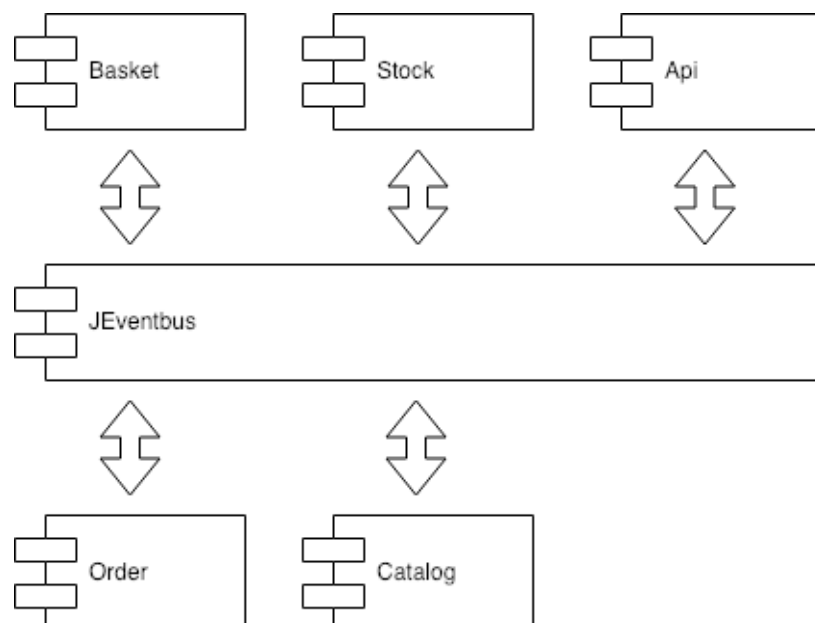 Basket
Stock
Api
JEventbus
Order
Catalog